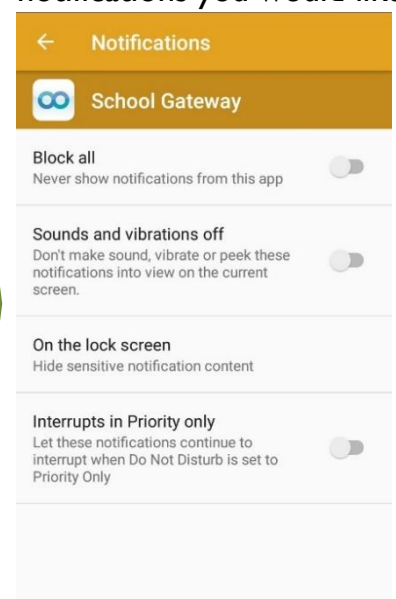 Notifications
School Gateway
Block all
Never show notifications from this app
Sounds and vibrations off
Don't make sound, vibrate or peek these
notifications into view on the current
screen.
On the lock screen
Hide sensitive notification content
Interrupts in Priority only
Let these notifications continue to
interrupt when Do Not Disturb is set to
Priority Only